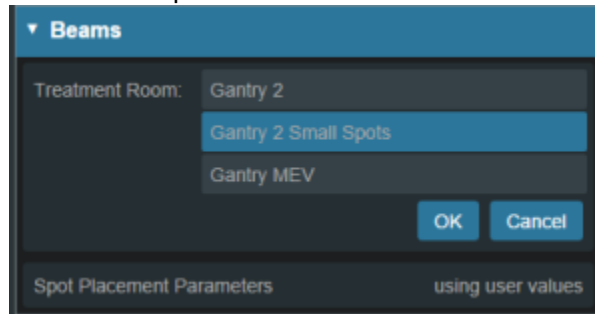 ▼ Beams
Treatment Room: Gantry 2
Gantry 2 Small Spots
Gantry MEV
OK Cancel
Spot Placement Parameters using user values